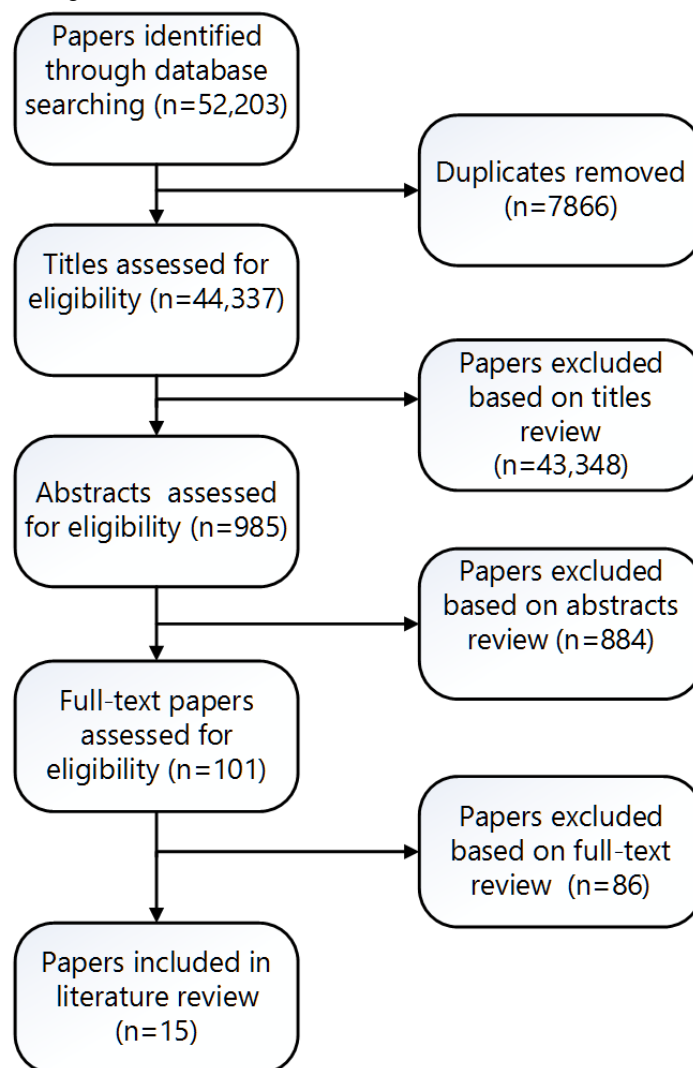 Papers identified
through database
searching (n=52,203)
Duplicates removed
(n=7866)
Titles assessed for
eligibility (n=44,337)
Papers excluded
based on titles
review
(n=43,348)
Abstracts  assessed
for eligibility (n=985)
Papers excluded
based on abstracts
review (n=884)
Full-text papers
assessed for
eligibility (n=101)
Papers excluded
based on full-text
review  (n=86)
Papers included in
literature review
(n=15)